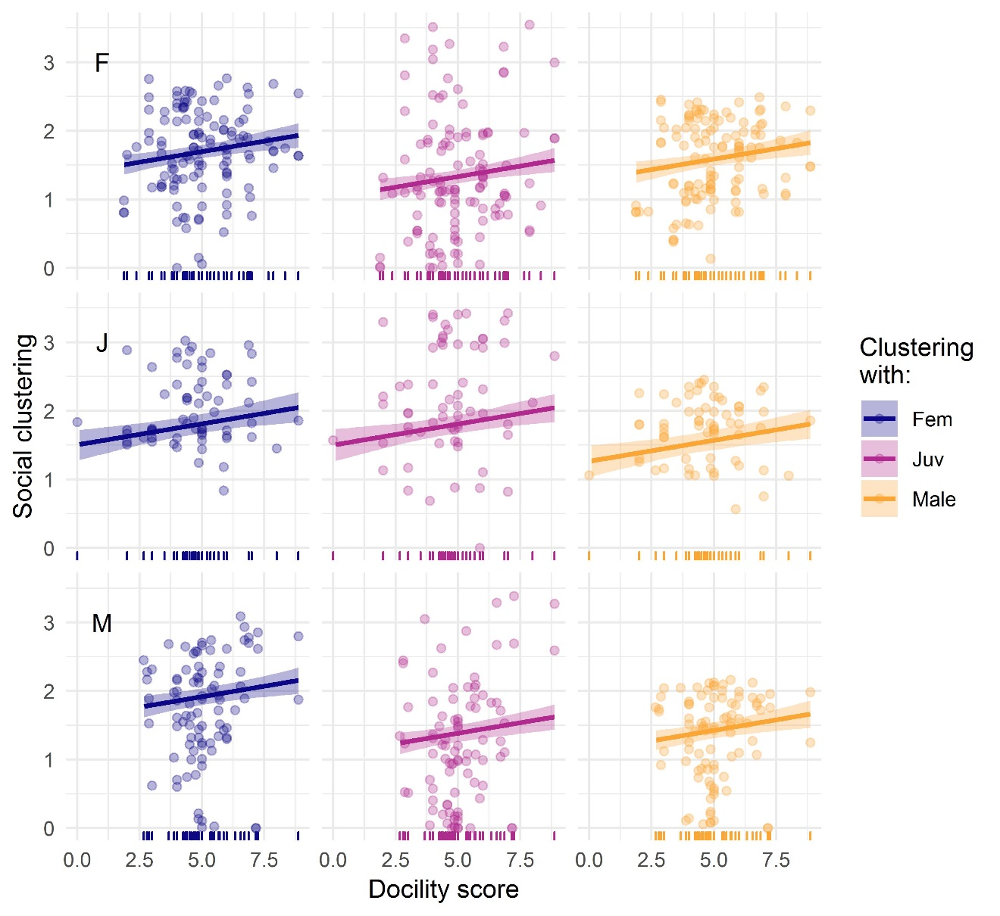 F
3
2
1
0
J
3
2
1
0
M
3
2
1
0
0.0 2.5 5.0 7.5 0.0 2.5 5.0 7.5 0.0 2.5 5.0 7.5
Docility score
Social clustering
Clustering
with:
Fem
Juv
Male